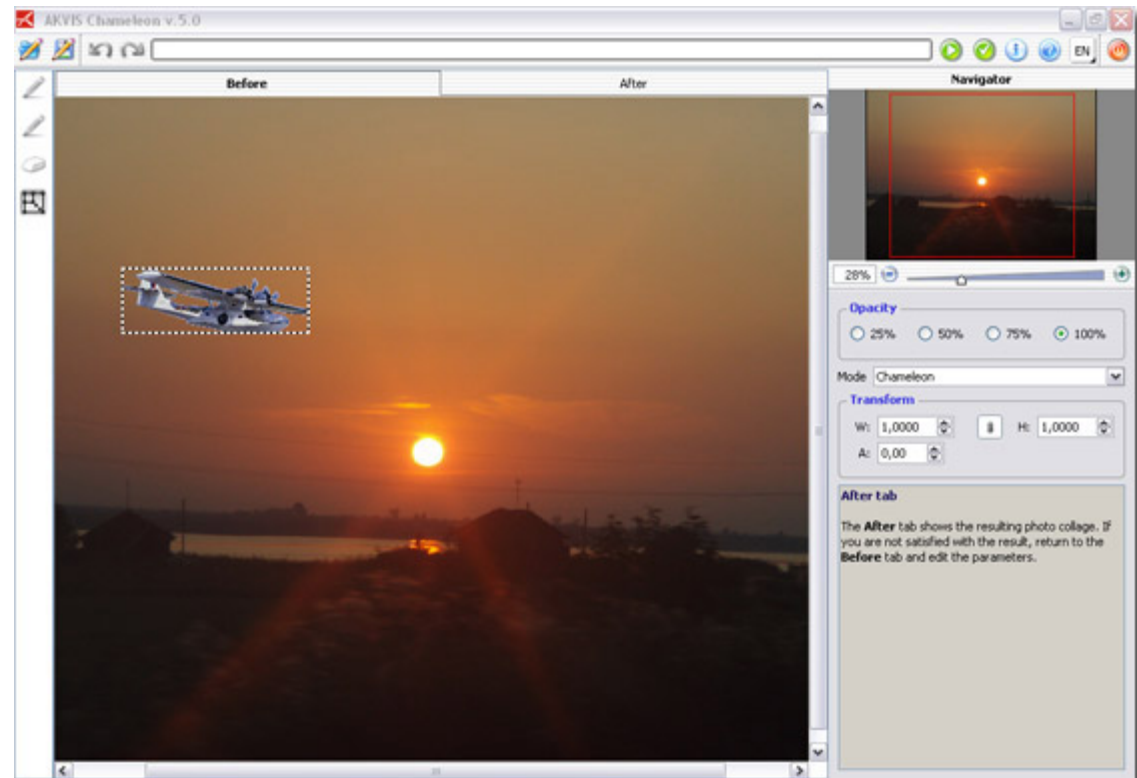 AKVIS Chameleon v.5.0
EN
Before
After
Navigator
28%
Opacity
25% 50% 75% 100%
Mode Chameleon
Transform
W: 1,0000 H: 1,0000
A: 0,00
After tab
The After tab shows the resulting photo collage. If
you are not satisfied with the result, return to the
Before tab and edit the parameters.